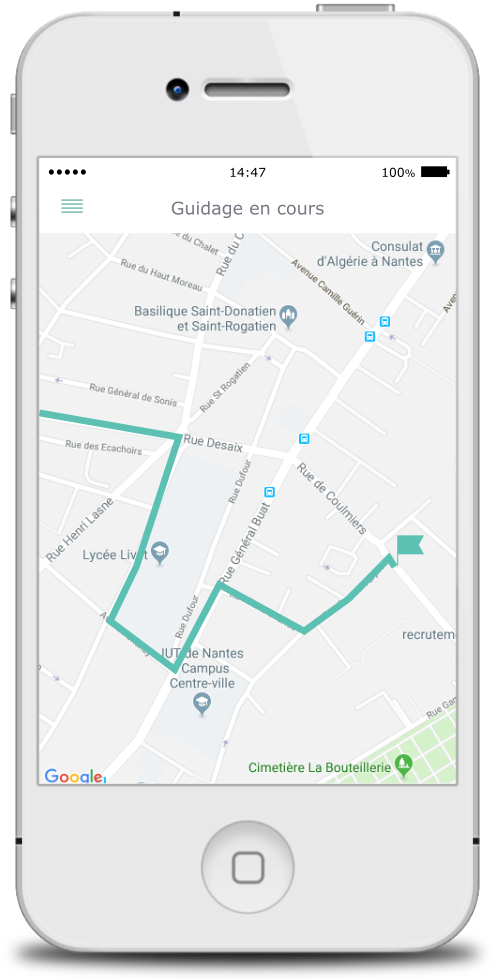 14:47
100%
Guidage en cours
Rue du Chalet
Rue du C
Consulat
d'Algérie à Nantes
Rue du Haut Moreau
Avenue Camille Guérin
Basilique Saint-Donatien
et Saint-Rogatien
Rue St Rogatien
Rue Général de Sonis
Rue Desaix
Rue des Ecachoirs
Rue Dufour
Rue de Coulmiers
Rue Henri Lasne
Rue Général Buat
Lycée Livet
Rue Dufour
recrutem
IUT de Nantes
Campus
Centre-ville
Rue Gam
Cimetière La Bouteillerie
Google